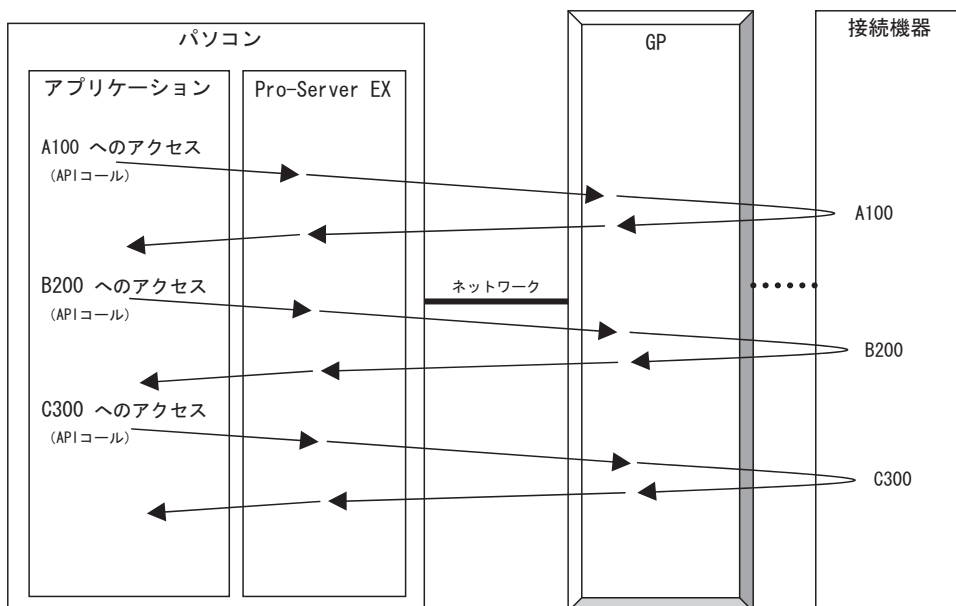 パソコン
GP
接続機器
アプリケーション
Pro-Server EX
A100 へのアクセス
（APIコール）
A100
B200 へのアクセス
（APIコール）
ネットワーク
B200
C300 へのアクセス
（APIコール）
C300